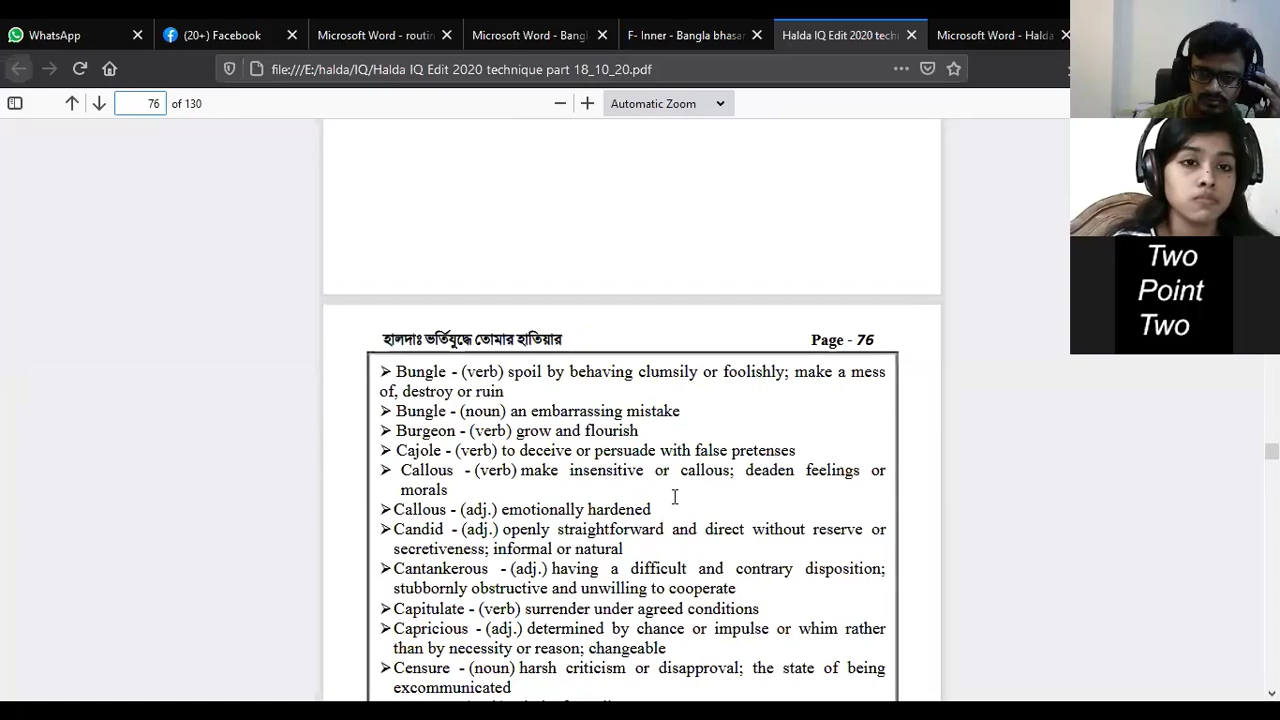 WhatsApp
(20+) Facebook
Microsoft Word - routin
Microsoft Word - Bangl
F- Inner - Bangla bhasar
Halda IQ Edit 2020 techn
Microsoft Word - Halda
file:///E:/halda/IQ/Halda IQ Edit 2020 technique part 18_10_20.pdf
76 of 130
Automatic Zoom
Two
Point
Two
হালদাঃ ভর্তিযুদ্ধে তোমার হাতিয়ার Page - 76
➢ Bungle - (verb) spoil by behaving clumsily or foolishly; make a mess
of, destroy or ruin
➢ Bungle - (noun) an embarrassing mistake
➢ Burgeon - (verb) grow and flourish
➢ Cajole - (verb) to deceive or persuade with false pretenses
➢ Callous - (verb) make insensitive or callous; deaden feelings or
morals
➢ Callous - (adj.) emotionally hardened
➢ Candid - (adj.) openly straightforward and direct without reserve or
secretiveness; informal or natural
➢ Cantankerous - (adj.) having a difficult and contrary disposition;
stubbornly obstructive and unwilling to cooperate
➢ Capitulate - (verb) surrender under agreed conditions
➢ Capricious - (adj.) determined by chance or impulse or whim rather
than by necessity or reason; changeable
➢ Censure - (noun) harsh criticism or disapproval; the state of being
excommunicated